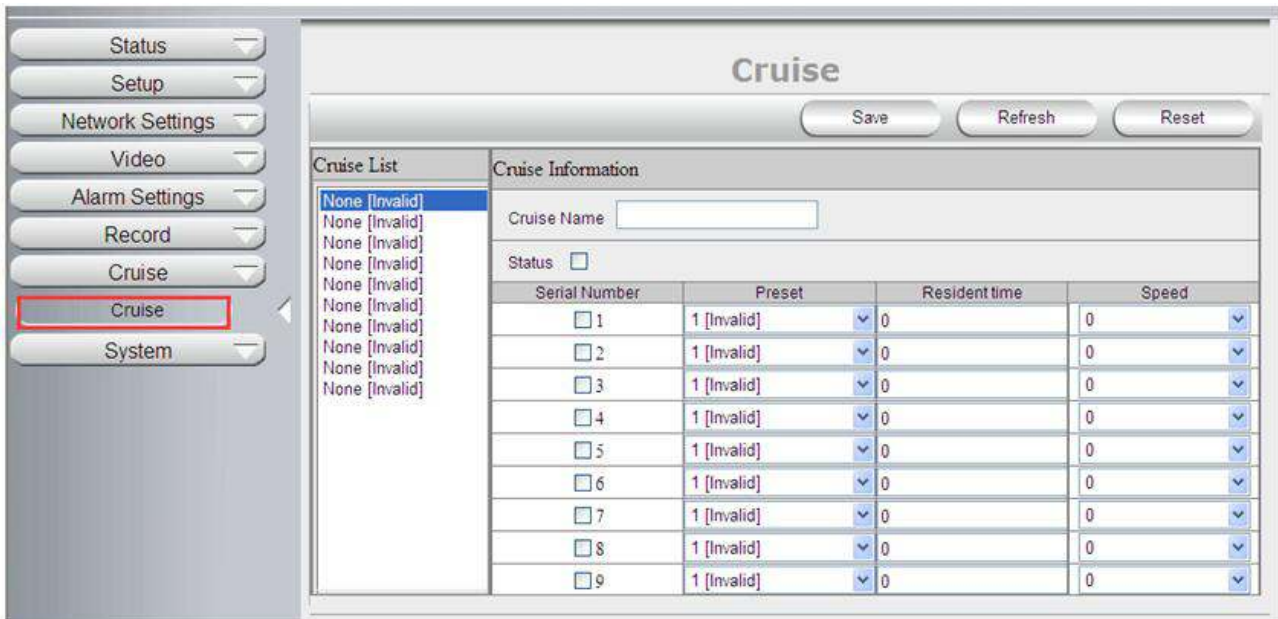 Status
Setup
Network Settings
Video
Alarm Settings
Record
Cruise
Cruise
System
Cruise
Save Refresh Reset
Cruise List
None [Invalid]
None [Invalid]
None [Invalid]
None [Invalid]
None [Invalid]
None [Invalid]
None [Invalid]
None [Invalid]
None [Invalid]
None [Invalid]
Cruise Information
Cruise Name
Status
Serial Number Preset Resident time Speed
1 1 [Invalid] 0 0
2 1 [Invalid] 0 0
3 1 [Invalid] 0 0
4 1 [Invalid] 0 0
5 1 [Invalid] 0 0
6 1 [Invalid] 0 0
7 1 [Invalid] 0 0
8 1 [Invalid] 0 0
9 1 [Invalid] 0 0